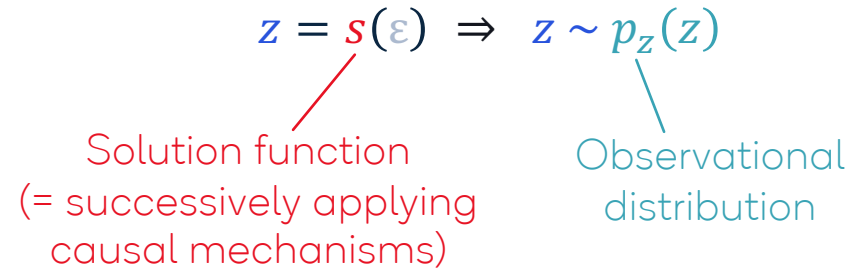 z = s(ε) ⇒ z ~ p_z(z)
Solution function
(= successively applying
causal mechanisms)
Observational
distribution